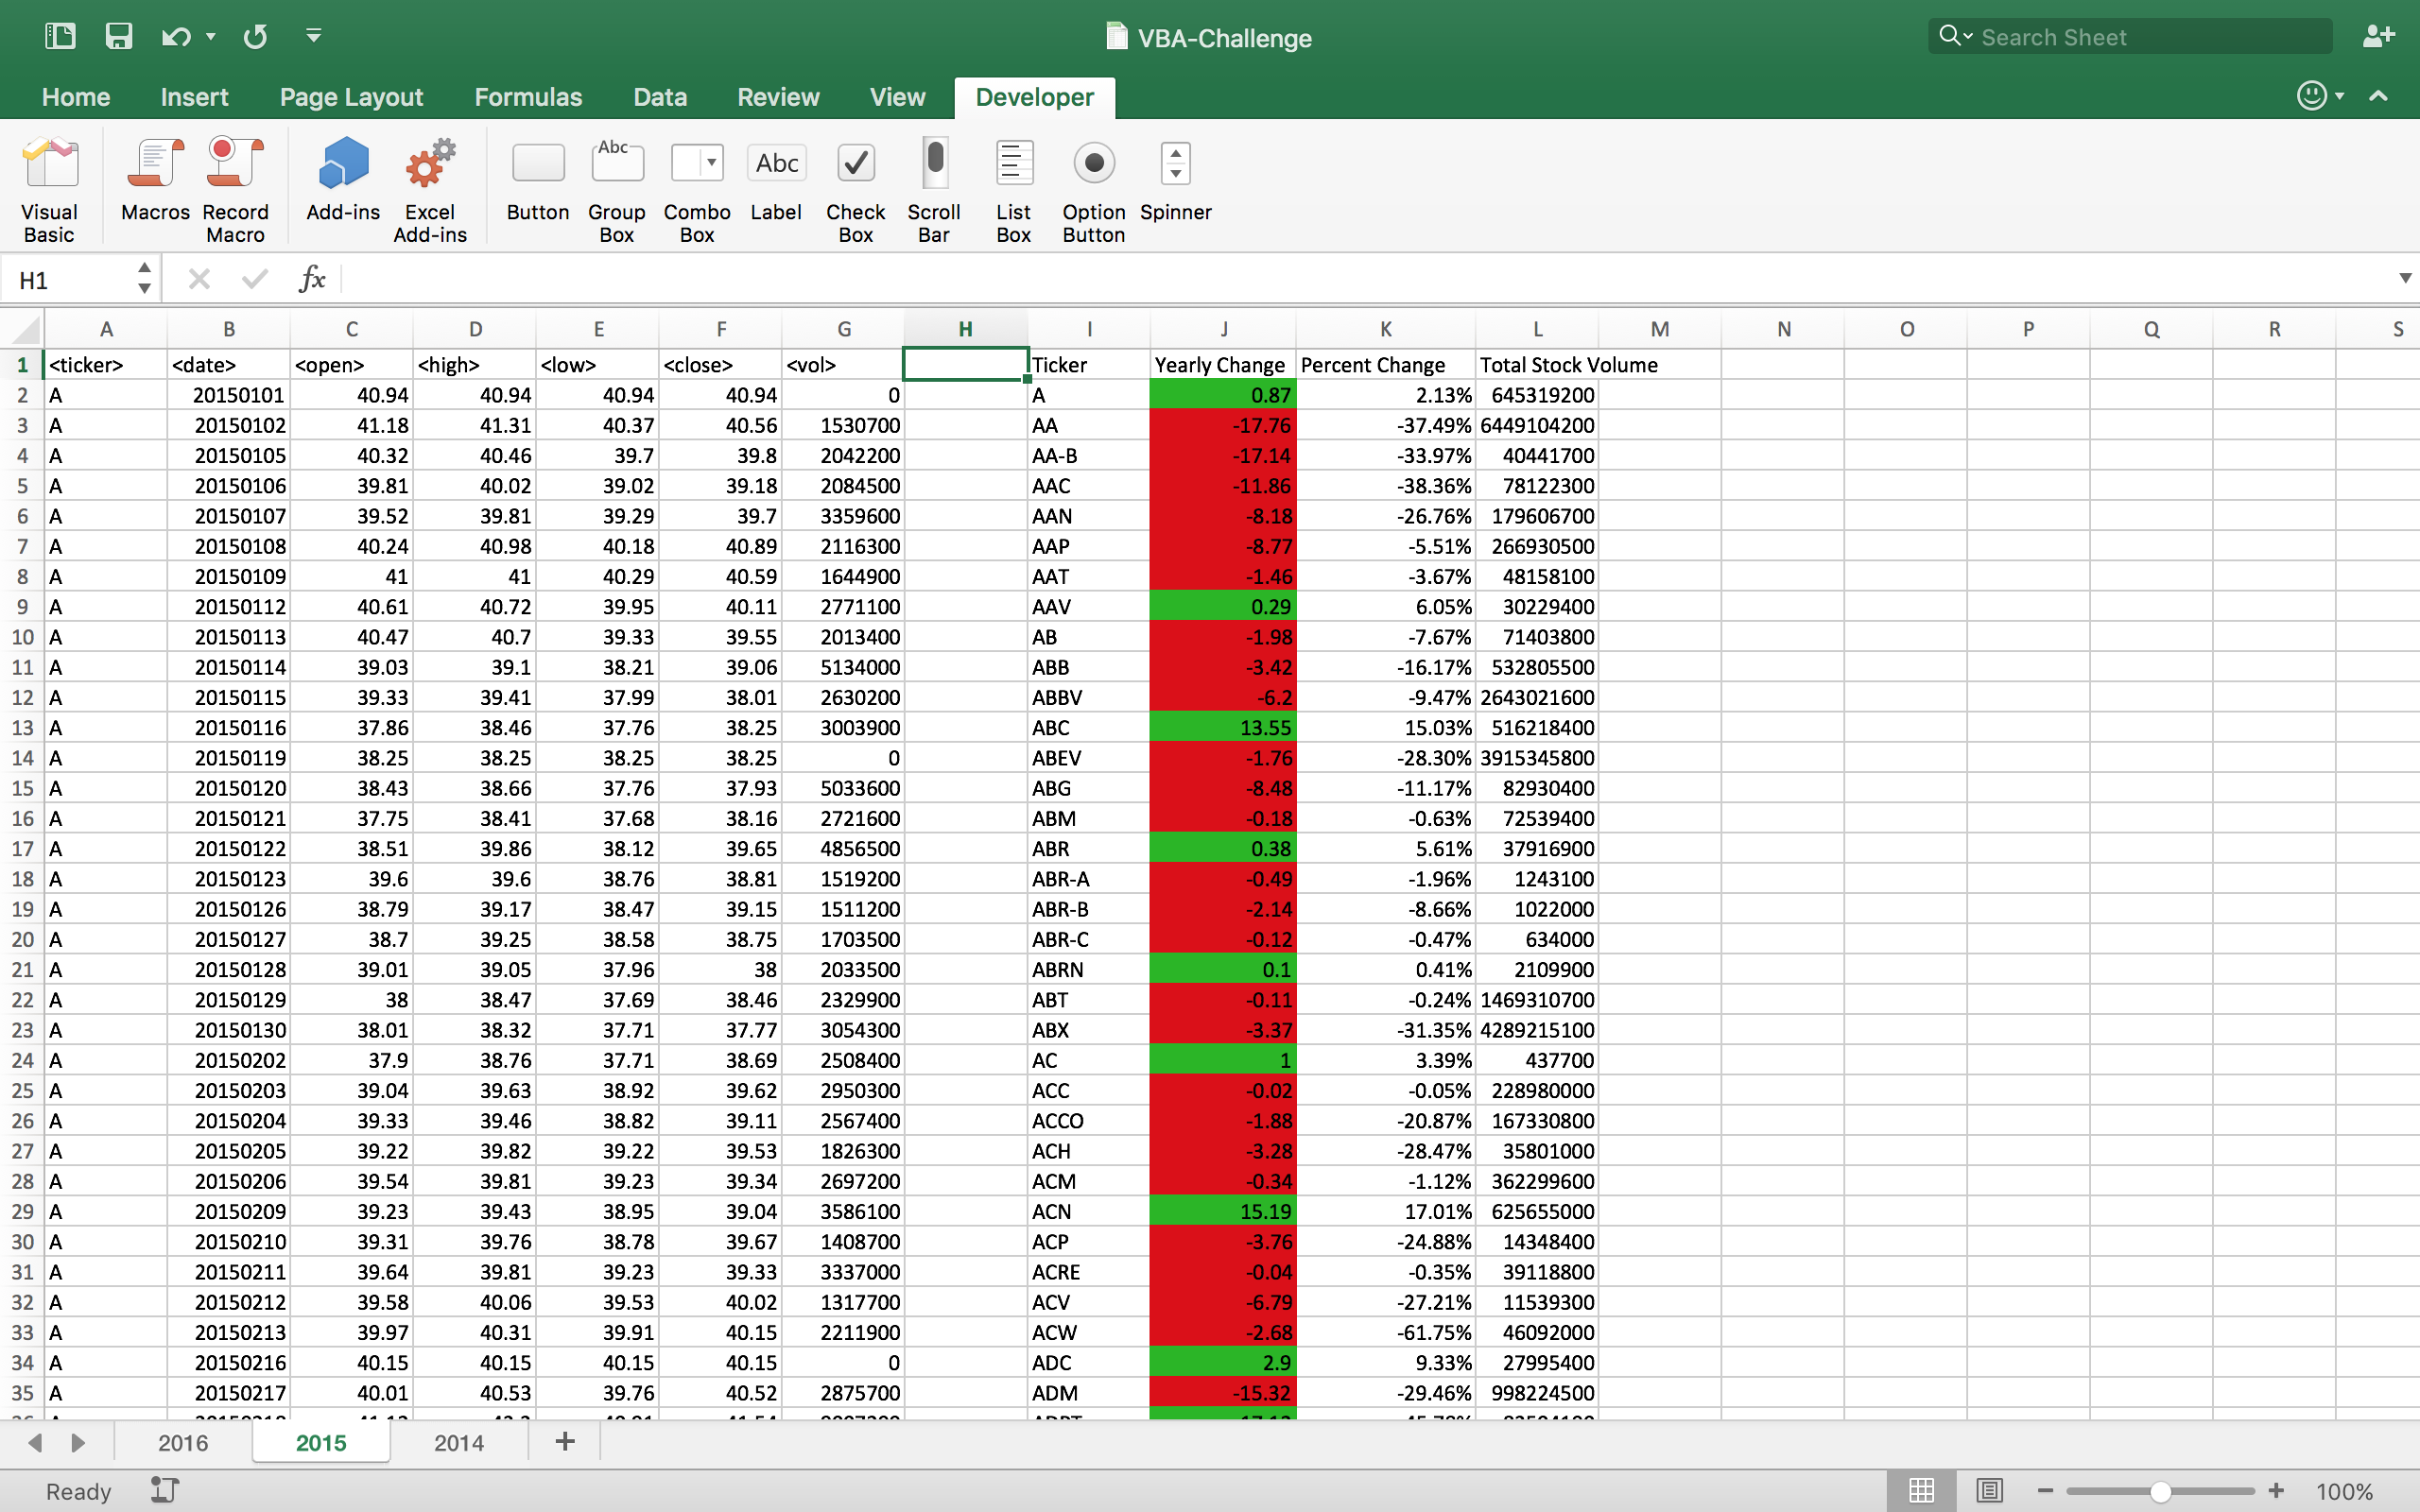 VBA-Challenge
Search Sheet
Home Insert Page Layout Formulas Data Review View Developer
Abc Abc
Visual Basic Macros Record Macro Add-ins Excel Add-ins Button Group Box Combo Box Label Check Box Scroll Bar List Box Option Button Spinner
H1 fx
A B C D E F G H I J K L M N O P Q R S
1 <ticker> <date> <open> <high> <low> <close> <vol> Ticker Yearly Change Percent Change Total Stock Volume
2 A 20150101 40.94 40.94 40.94 40.94 0 A 0.87 2.13% 645319200
3 A 20150102 41.18 41.31 40.37 40.56 1530700 AA -17.76 -37.49% 6449104200
4 A 20150105 40.32 40.46 39.7 39.8 2042200 AA-B -17.14 -33.97% 40441700
5 A 20150106 39.81 40.02 39.02 39.18 2084500 AAC -11.86 -38.36% 78122300
6 A 20150107 39.52 39.81 39.29 39.7 3359600 AAN -8.18 -26.76% 179606700
7 A 20150108 40.24 40.98 40.18 40.89 2116300 AAP -8.77 -5.51% 266930500
8 A 20150109 41 41 40.29 40.59 1644900 AAT -1.46 -3.67% 48158100
9 A 20150112 40.61 40.72 39.95 40.11 2771100 AAV 0.29 6.05% 30229400
10 A 20150113 40.47 40.7 39.33 39.55 2013400 AB -1.98 -7.67% 71403800
11 A 20150114 39.03 39.1 38.21 39.06 5134000 ABB -3.42 -16.17% 532805500
12 A 20150115 39.33 39.41 37.99 38.01 2630200 ABBV -6.2 -9.47% 2643021600
13 A 20150116 37.86 38.46 37.76 38.25 3003900 ABC 13.55 15.03% 516218400
14 A 20150119 38.25 38.25 38.25 38.25 0 ABEV -1.76 -28.30% 3915345800
15 A 20150120 38.43 38.66 37.76 37.93 5033600 ABG -8.48 -11.17% 82930400
16 A 20150121 37.75 38.41 37.68 38.16 2721600 ABM -0.18 -0.63% 72539400
17 A 20150122 38.51 39.86 38.12 39.65 4856500 ABR 0.38 5.61% 37916900
18 A 20150123 39.6 39.6 38.76 38.81 1519200 ABR-A -0.49 -1.96% 1243100
19 A 20150126 38.79 39.17 38.47 39.15 1511200 ABR-B -2.14 -8.66% 1022000
20 A 20150127 38.7 39.25 38.58 38.75 1703500 ABR-C -0.12 -0.47% 634000
21 A 20150128 39.01 39.05 37.96 38 2033500 ABRN 0.1 0.41% 2109900
22 A 20150129 38 38.47 37.69 38.46 2329900 ABT -0.11 -0.24% 1469310700
23 A 20150130 38.01 38.32 37.71 37.77 3054300 ABX -3.37 -31.35% 4289215100
24 A 20150202 37.9 38.76 37.71 38.69 2508400 AC 1 3.39% 437700
25 A 20150203 39.04 39.63 38.92 39.62 2950300 ACC -0.02 -0.05% 228980000
26 A 20150204 39.33 39.46 38.82 39.11 2567400 ACCO -1.88 -20.87% 167330800
27 A 20150205 39.22 39.82 39.22 39.53 1826300 ACH -3.28 -28.47% 35801000
28 A 20150206 39.54 39.81 39.23 39.34 2697200 ACM -0.34 -1.12% 362299600
29 A 20150209 39.23 39.43 38.95 39.04 3586100 ACN 15.19 17.01% 625655000
30 A 20150210 39.31 39.76 38.78 39.67 1408700 ACP -3.76 -24.88% 14348400
31 A 20150211 39.64 39.81 39.23 39.33 3337000 ACRE -0.04 -0.35% 39118800
32 A 20150212 39.58 40.06 39.53 40.02 1317700 ACV -6.79 -27.21% 11539300
33 A 20150213 39.97 40.31 39.91 40.15 2211900 ACW -2.68 -61.75% 46092000
34 A 20150216 40.15 40.15 40.15 40.15 0 ADC 2.9 9.33% 27995400
35 A 20150217 40.01 40.53 39.76 40.52 2875700 ADM -15.32 -29.46% 998224500
2016 2015 2014 +
Ready 100%